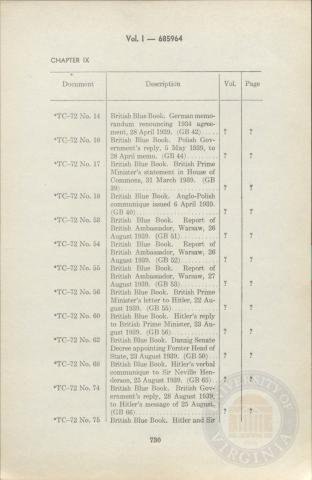 Vol. I — 685964
CHAPTER IX
Document Description Vol. Page
*TC-72 No. 14 British Blue Book. German memo-
randum renouncing 1934 agree-
ment, 28 April 1939. (GB 42) ..... ? ?
*TC-72 No. 16 British Blue Book. Polish Gov-
ernment's reply, 5 May 1939, to
28 April memo. (GB 44) .......... ? ?
*TC-72 No. 17 British Blue Book. British Prime
Minister's statement in House of
Commons, 31 March 1939. (GB
39) ............................ ? ?
*TC-72 No. 18 British Blue Book. Anglo-Polish
communique issued 6 April 1939.
(GB 40) ........................ ? ?
*TC-72 No. 53 British Blue Book. Report of
British Ambassador, Warsaw, 26
August 1939. (GB 51) ........... ? ?
*TC-72 No. 54 British Blue Book. Report of
British Ambassador, Warsaw, 26
August 1939. (GB 52) ........... ? ?
*TC-72 No. 55 British Blue Book. Report of
British Ambassador, Warsaw, 27
August 1939. (GB 53) ........... ? ?
*TC-72 No. 56 British Blue Book. British Prime
Minister's letter to Hitler, 22 Au-
gust 1939. (GB 55) ............. ? ?
*TC-72 No. 60 British Blue Book. Hitler's reply
to British Prime Minister, 23 Au-
gust 1939. (GB 56) ............. ? ?
*TC-72 No. 62 British Blue Book. Danzig Senate
Decree appointing Forster Head of
State, 23 August 1939. (GB 50) ... ? ?
*TC-72 No. 68 British Blue Book. Hitler's verbal
communique to Sir Neville Hen-
derson, 25 August 1939. (GB 65) .. ? ?
*TC-72 No. 74 British Blue Book. British Gov-
ernment's reply, 28 August 1939,
to Hitler's message of 25 August.
(GB 66) ........................ ? ?
*TC-72 No. 75 British Blue Book. Hitler and Sir
730
UNIVERSITY OF VIRGINIA